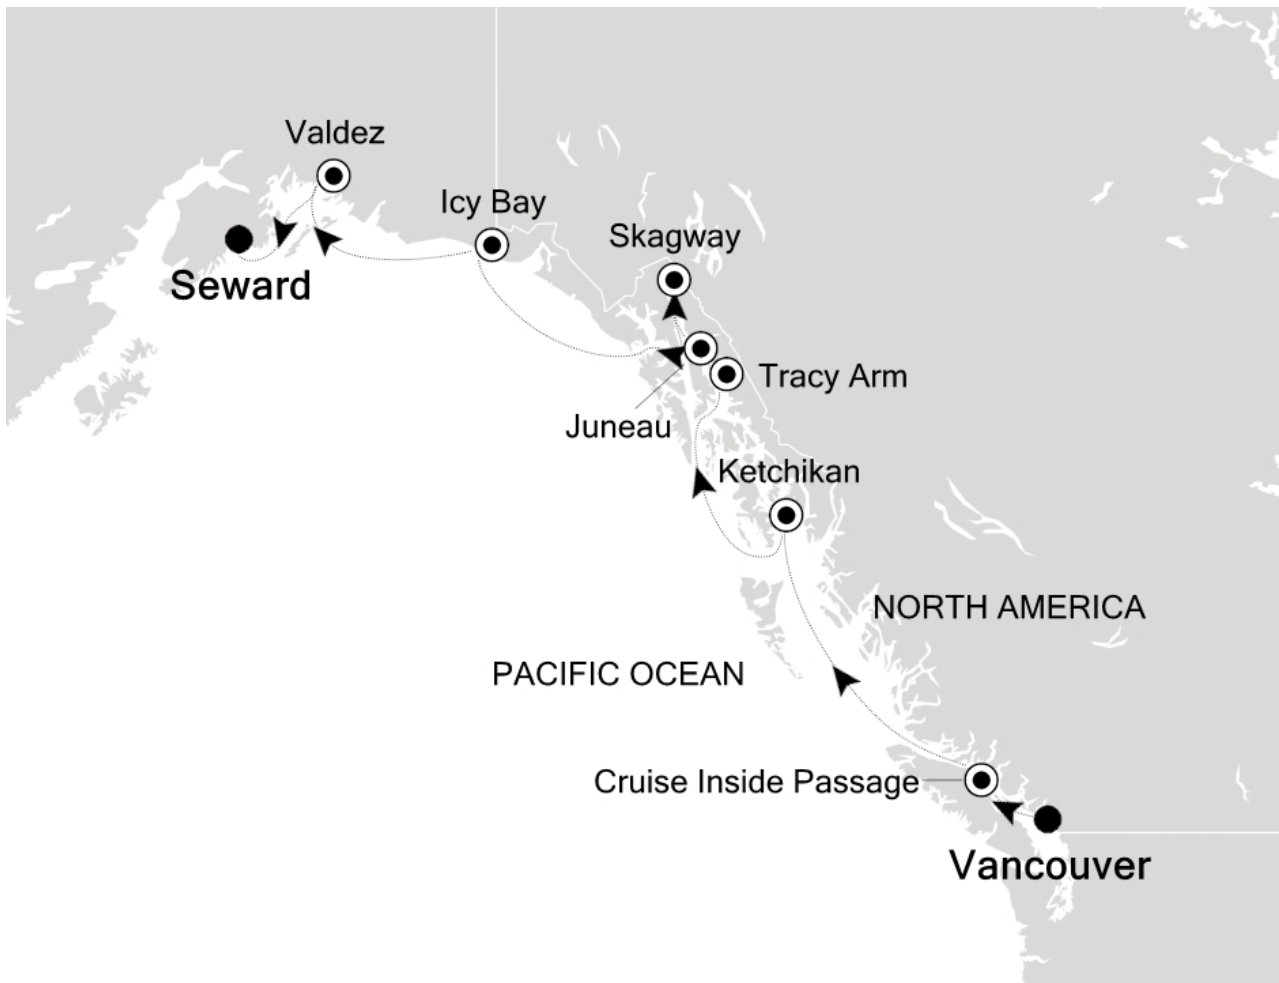 Valdez
Icy Bay
Skagway
Seward
Tracy Arm
Juneau
Ketchikan
NORTH AMERICA
PACIFIC OCEAN
Cruise Inside Passage
Vancouver